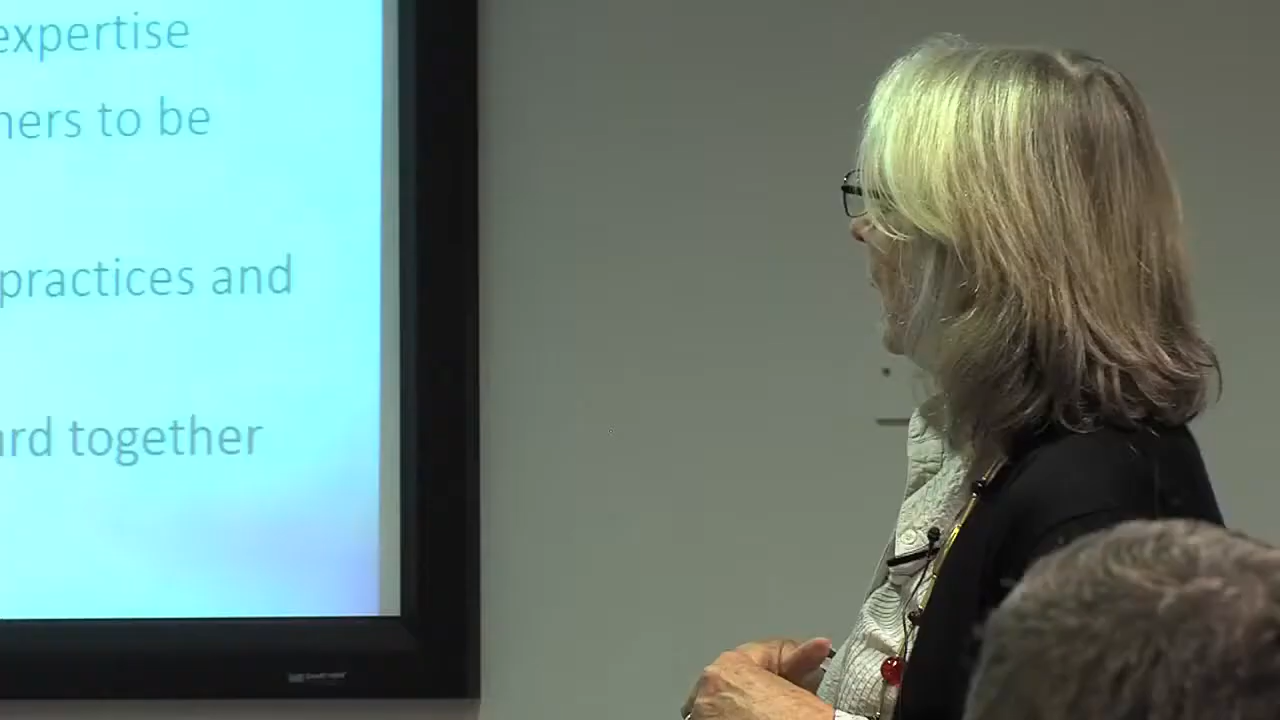 expertise
ners to be
practices and
ard together